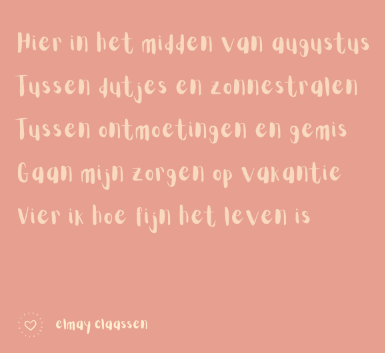 Hier in het midden van augustus
Tussen dutjes en zonnestralen
Tussen ontmoetingen en gemis
Gaan mijn zorgen op vakantie
Vier ik hoe fijn het leven is
elmay claassen